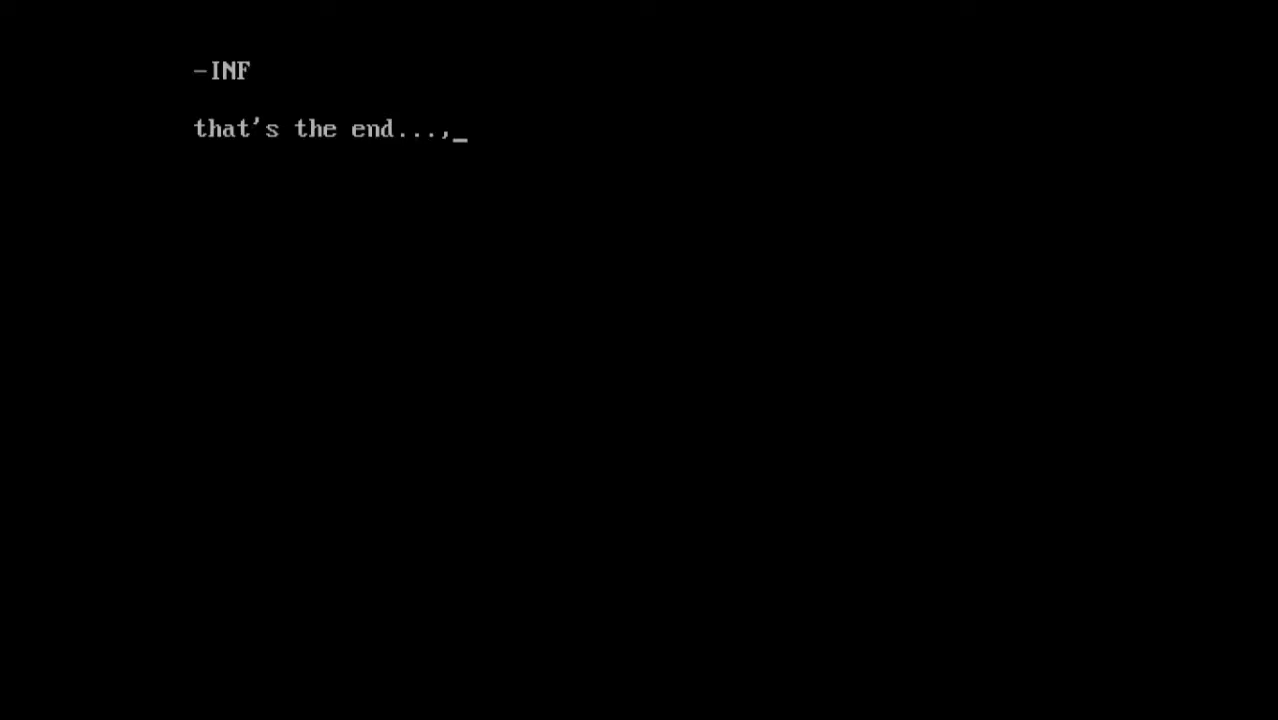 -INF
that's the end...,_